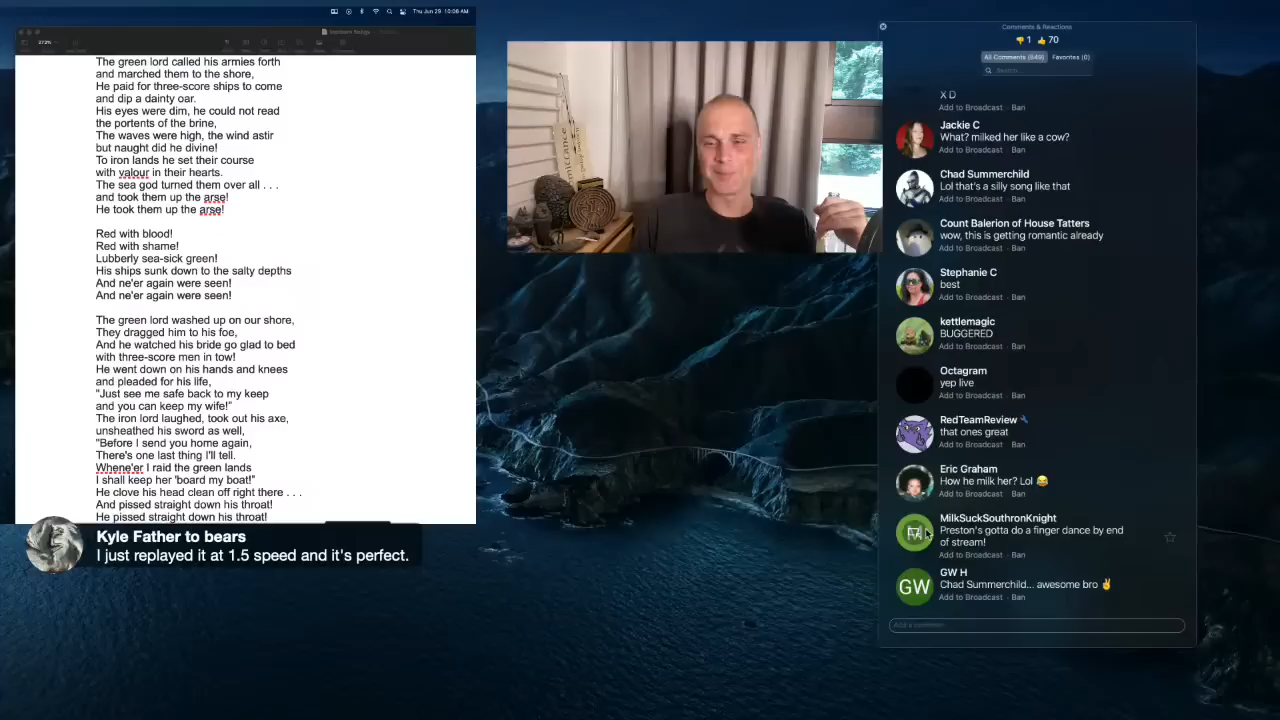 Thu Jun 29 10:08 AM
272%
The green lord called his armies forth
and marched them to the shore,
He paid for three-score ships to come
and dip a dainty oar.
His eyes were dim, he could not read
the portents of the brine,
The waves were high, the wind astir
but naught did he divine!
To iron lands he set their course
with valour in their hearts.
The sea god turned them over all . . .
and took them up the arse!
He took them up the arse!
Red with blood!
Red with shame!
Lubberly sea-sick green!
His ships sunk down to the salty depths
And ne'er again were seen!
And ne'er again were seen!
The green lord washed up on our shore,
They dragged him to his foe,
And he watched his bride go glad to bed
with three-score men in tow!
He went down on his hands and knees
and pleaded for his life,
"Just see me safe back to my keep
and you can keep my wife!"
The iron lord laughed, took out his axe,
unsheathed his sword as well,
"Before I send you home again,
There's one last thing I'll tell.
Whene'er I raid the green lands
I shall keep her 'board my boat!"
He clove his head clean off right there . . .
And pissed straight down his throat!
He pissed straight down his throat!
Kyle Father to bears
I just replayed it at 1.5 speed and it's perfect.
Comments & Reactions
👎 1 👍 70
All Comments (849) Favorites (0)
Search
X D
Add to Broadcast · Ban
Jackie C
What? milked her like a cow?
Add to Broadcast · Ban
Chad Summerchild
Lol that's a silly song like that
Add to Broadcast · Ban
Count Balerion of House Tatters
wow, this is getting romantic already
Add to Broadcast · Ban
Stephanie C
best
Add to Broadcast · Ban
kettlemagic
BUGGERED
Add to Broadcast · Ban
Octagram
yep live
Add to Broadcast · Ban
RedTeamReview
that ones great
Add to Broadcast · Ban
Eric Graham
How he milk her? Lol 😂
Add to Broadcast · Ban
MilkSuckSouthronKnight
Preston's gotta do a finger dance by end
of stream!
Add to Broadcast · Ban
GW
GW H
Chad Summerchild... awesome bro ✌️
Add to Broadcast · Ban
Add a comment